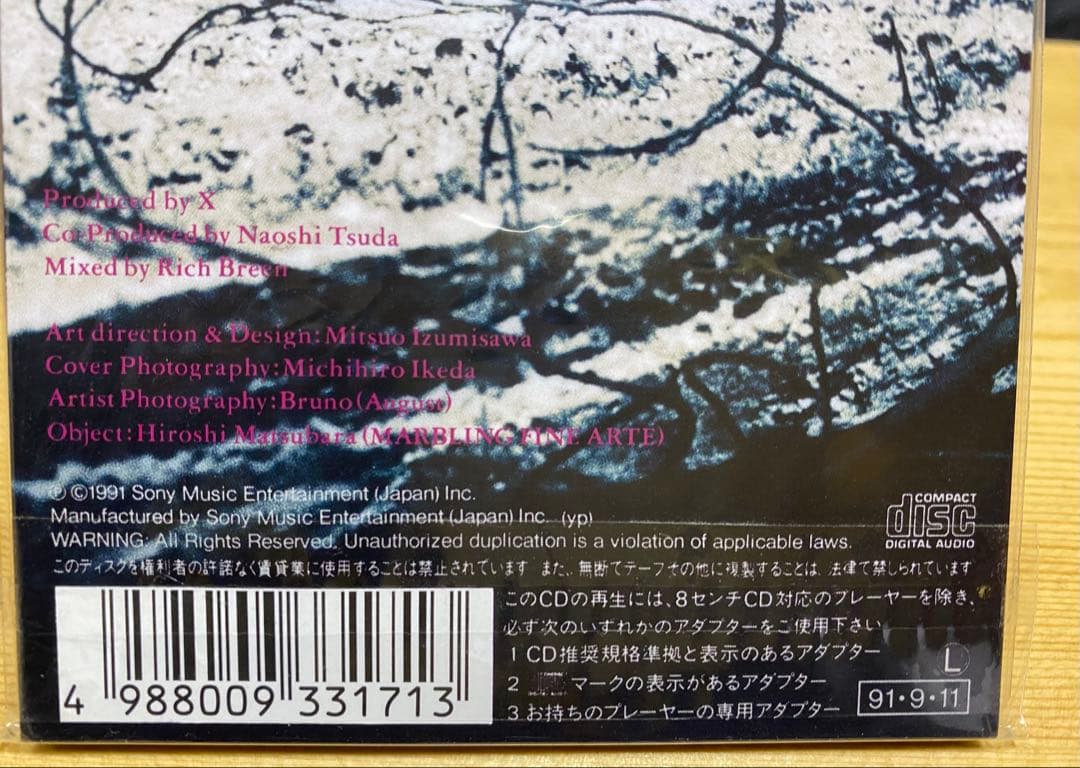 Produced by X
Co-Produced by Naoshi Tsuda
Mixed by Rich Breen
Art direction & Design: Mitsuo Izumisawa
Cover Photography: Michihiro Ikeda
Artist Photography: Bruno (August)
Object: Hiroshi Matsubara (MARBLING FINE ARTE)
℗ ©1991 Sony Music Entertainment (Japan) Inc.
Manufactured by Sony Music Entertainment (Japan) Inc. (yp)
WARNING: All Rights Reserved. Unauthorized duplication is a violation of applicable laws.
このディスクを権利者の許諾なく賃貸業に使用することは禁止されています また、無断でテープその他に複製することは、法律で禁じられています
COMPACT
disc
DIGITAL AUDIO
このCDの再生には、8センチCD対応のプレーヤーを除き、
必ず次のいずれかのアダプターをご使用下さい
1 CD推奨規格準拠と表示のあるアダプター
2 マークの表示があるアダプター
3 お持ちのプレーヤーの専用アダプター
L
91・9・11
4 988009 331713